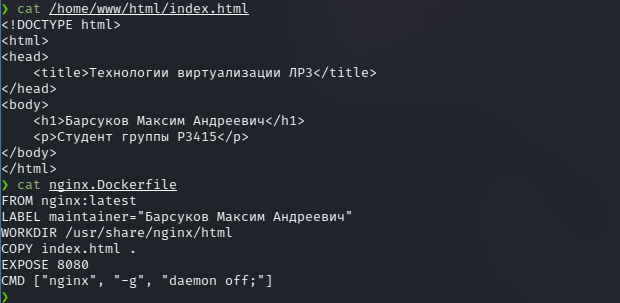 ❯ cat /home/www/html/index.html
<!DOCTYPE html>
<html>
<head>
    <title>Технологии виртуализации ЛР3</title>
</head>
<body>
    <h1>Барсуков Максим Андреевич</h1>
    <p>Студент группы P3415</p>
</body>
</html>
❯ cat nginx.Dockerfile
FROM nginx:latest
LABEL maintainer="Барсуков Максим Андреевич"
WORKDIR /usr/share/nginx/html
COPY index.html .
EXPOSE 8080
CMD ["nginx", "-g", "daemon off;"]
❯